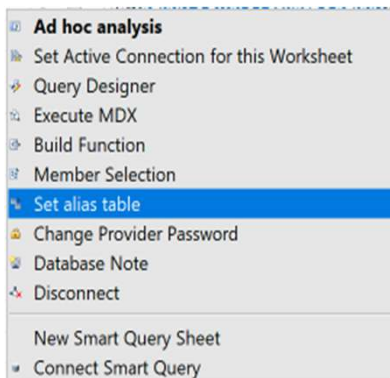 Ad hoc analysis
Set Active Connection for this Worksheet
Query Designer
Execute MDX
Build Function
Member Selection
Set alias table
Change Provider Password
Database Note
Disconnect
New Smart Query Sheet
Connect Smart Query